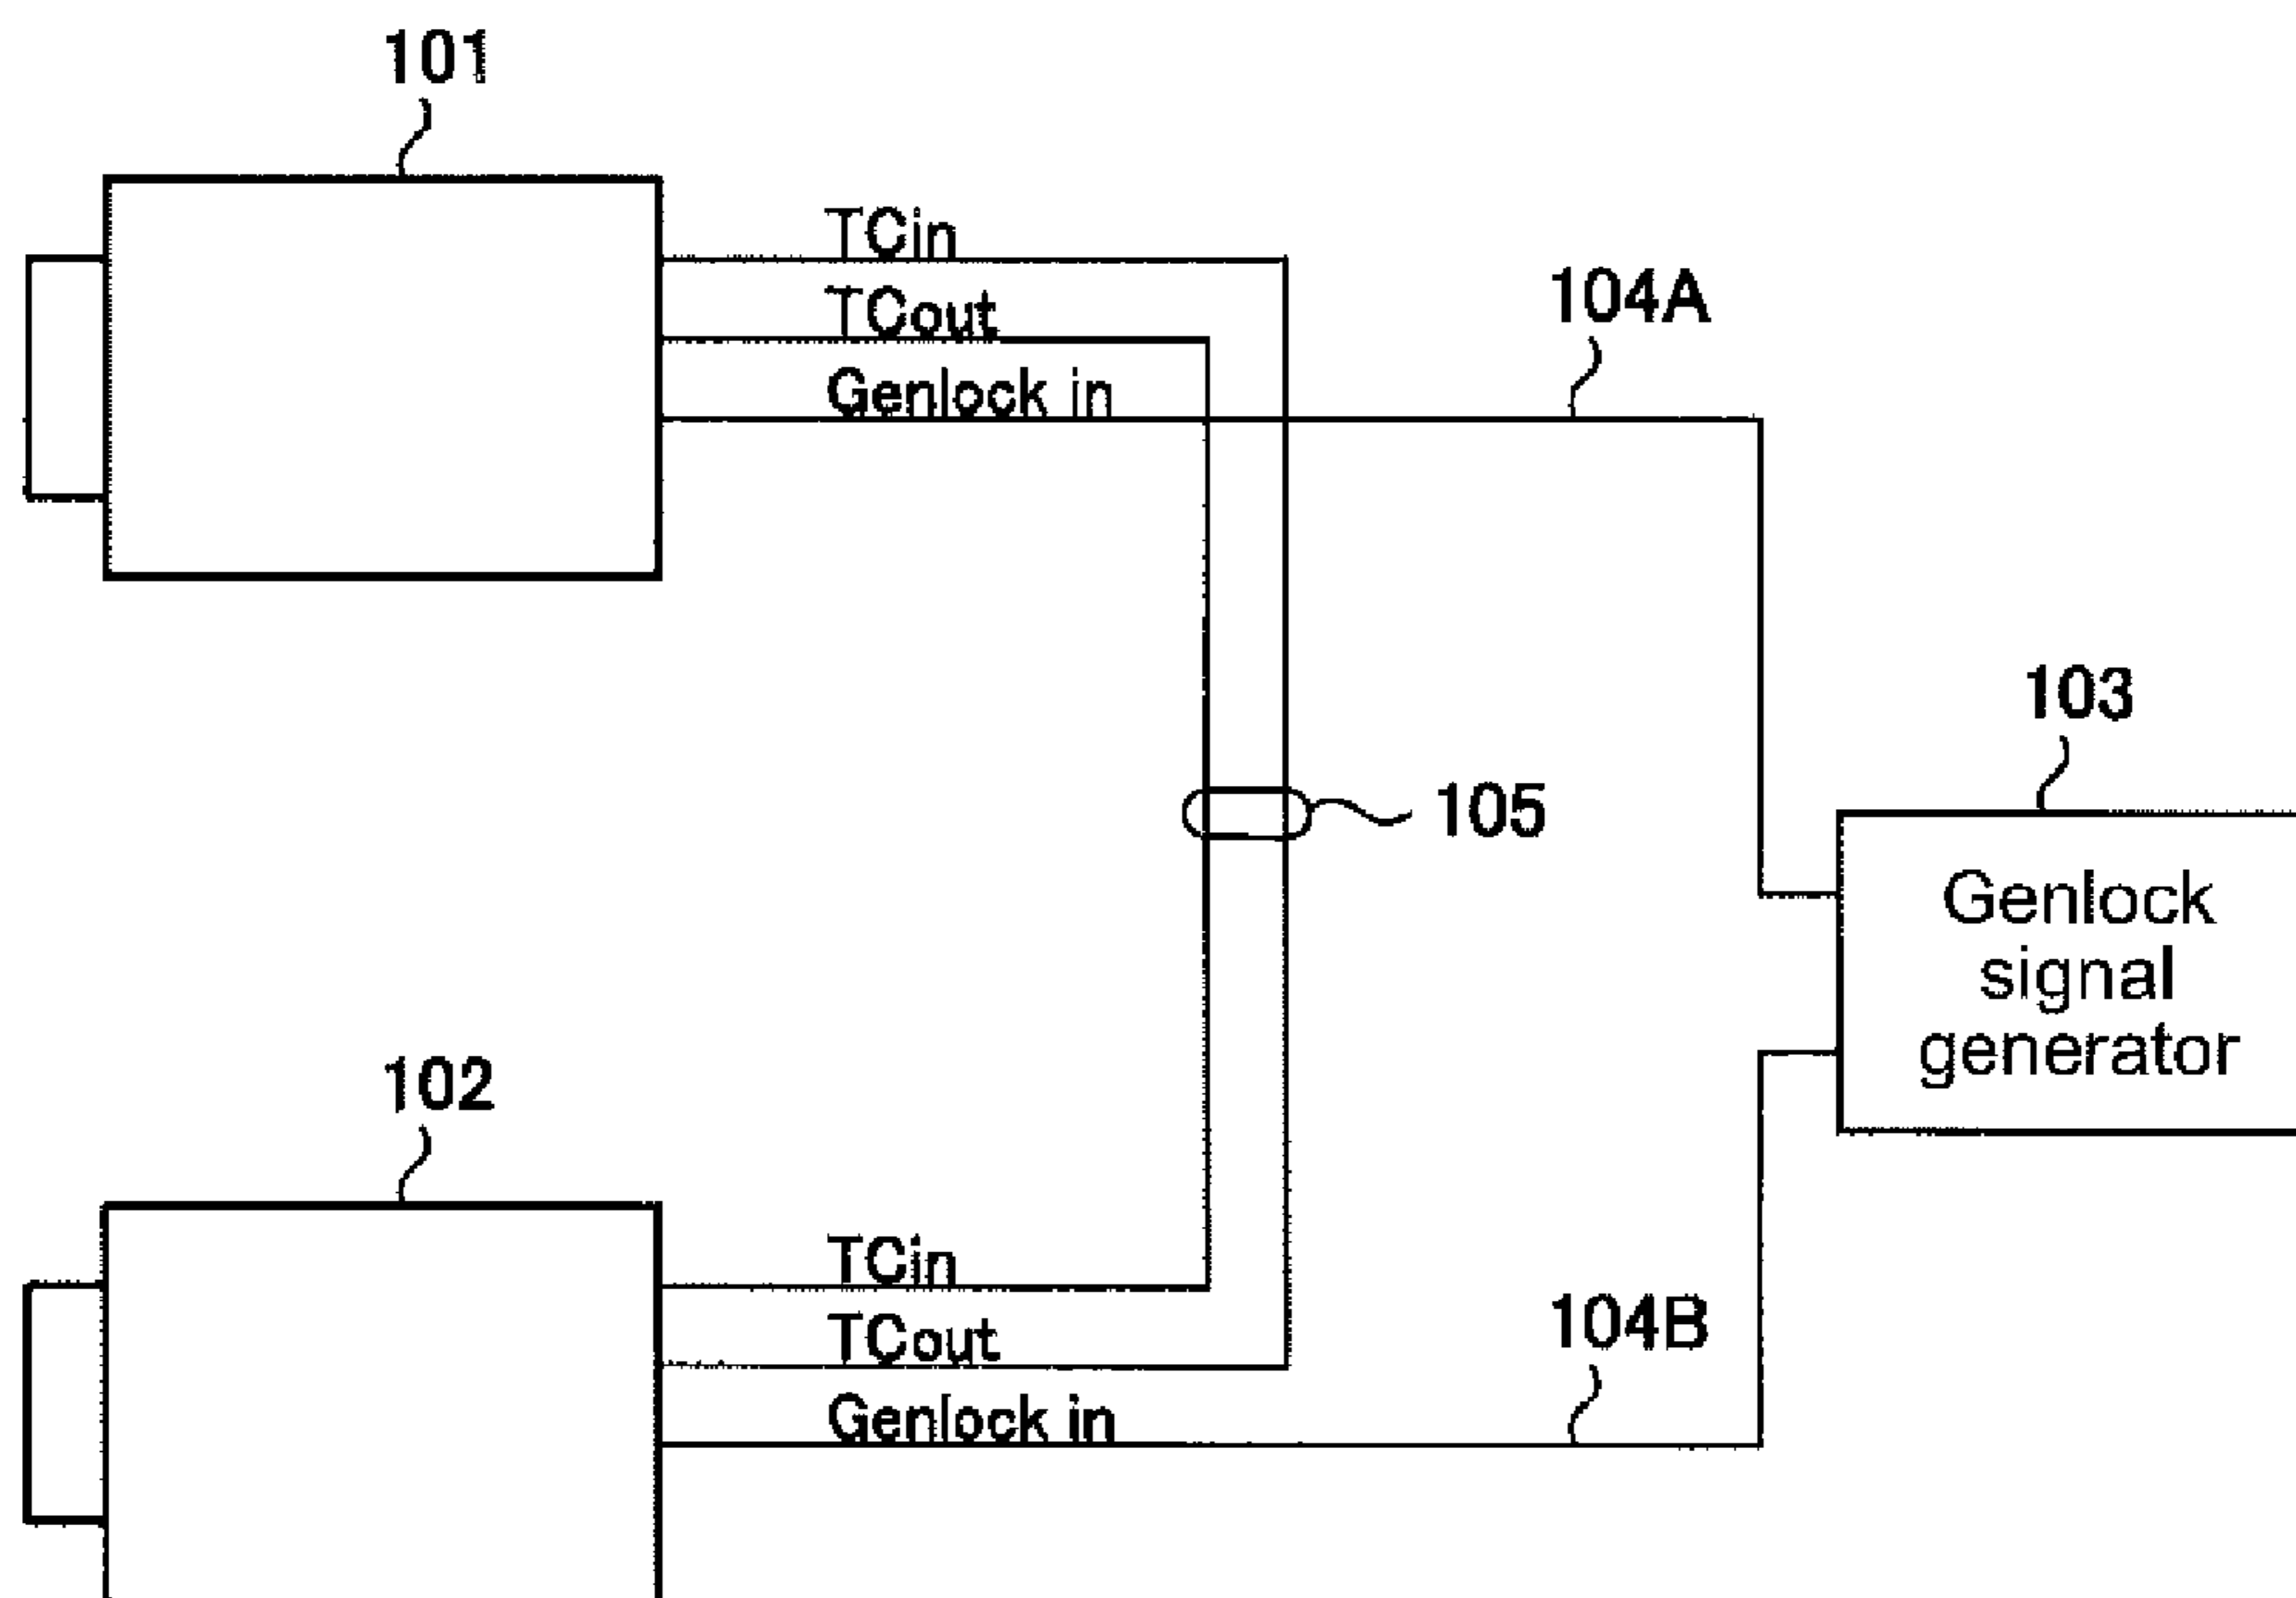 101
TCin
TCout
Genlock in
104A
103
105
Genlock
signal
generator
102
TCin
TCout
Genlock in
104B